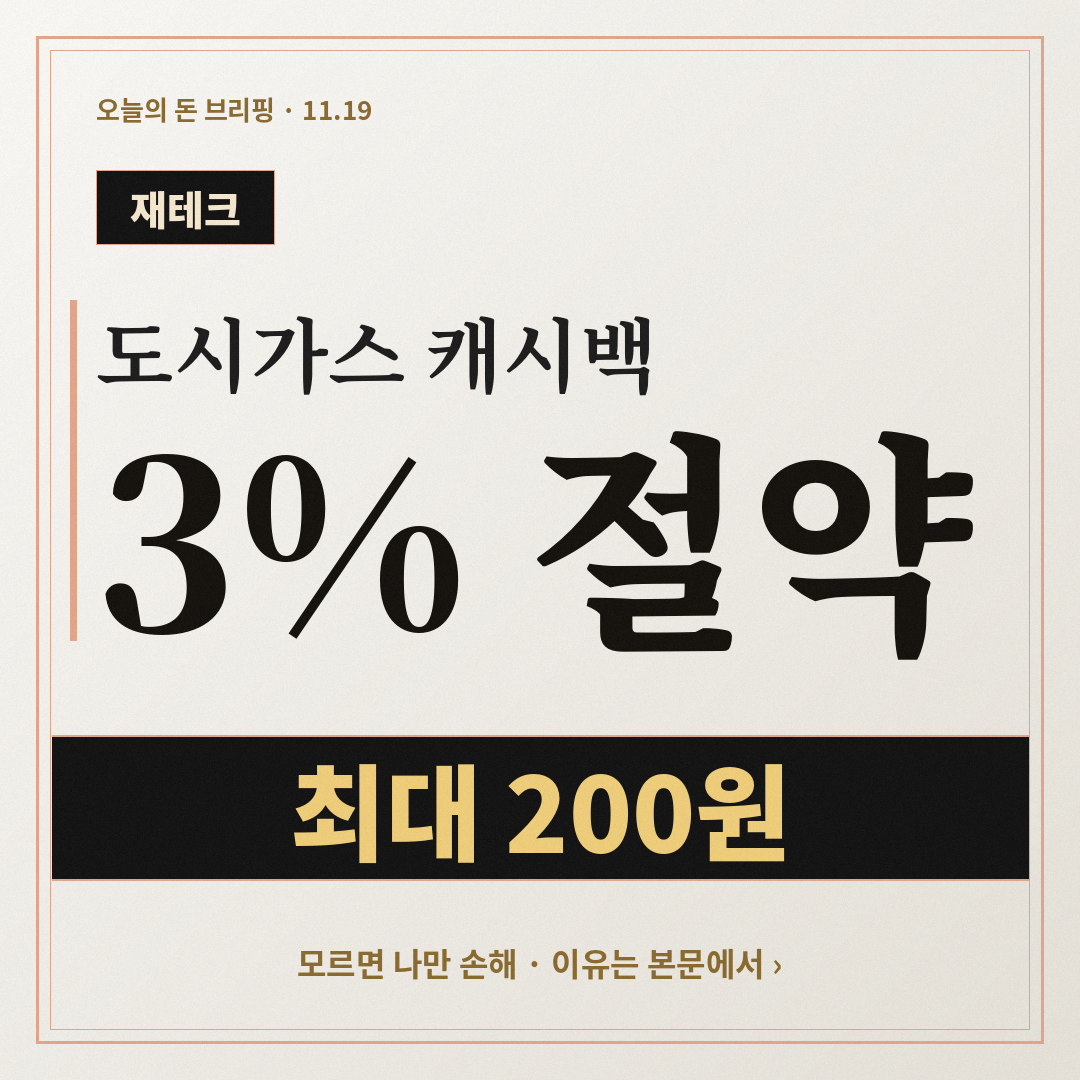 오늘의 돈 브리핑 · 11.19
재테크
도시가스 캐시백
3% 절약
최대 200원
모르면 나만 손해 · 이유는 본문에서 ›